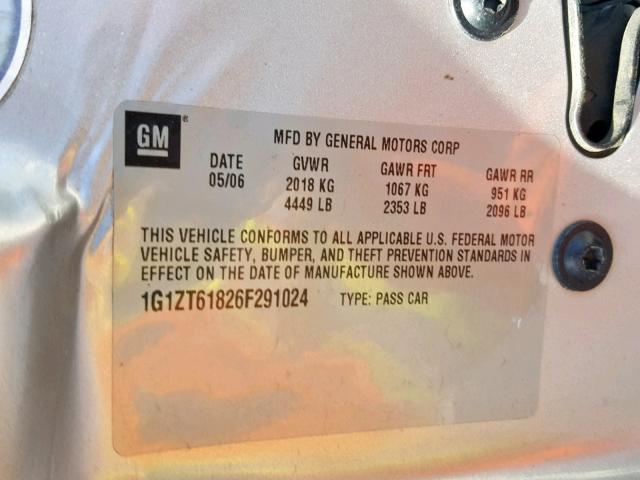 GM®
MFD BY GENERAL MOTORS CORP
DATE GVWR GAWR FRT GAWR RR
05/06 2018 KG 1067 KG 951 KG
4449 LB 2353 LB 2096 LB
THIS VEHICLE CONFORMS TO ALL APPLICABLE U.S. FEDERAL MOTOR
VEHICLE SAFETY, BUMPER, AND THEFT PREVENTION STANDARDS IN
EFFECT ON THE DATE OF MANUFACTURE SHOWN ABOVE.
1G1ZT61826F291024 TYPE: PASS CAR